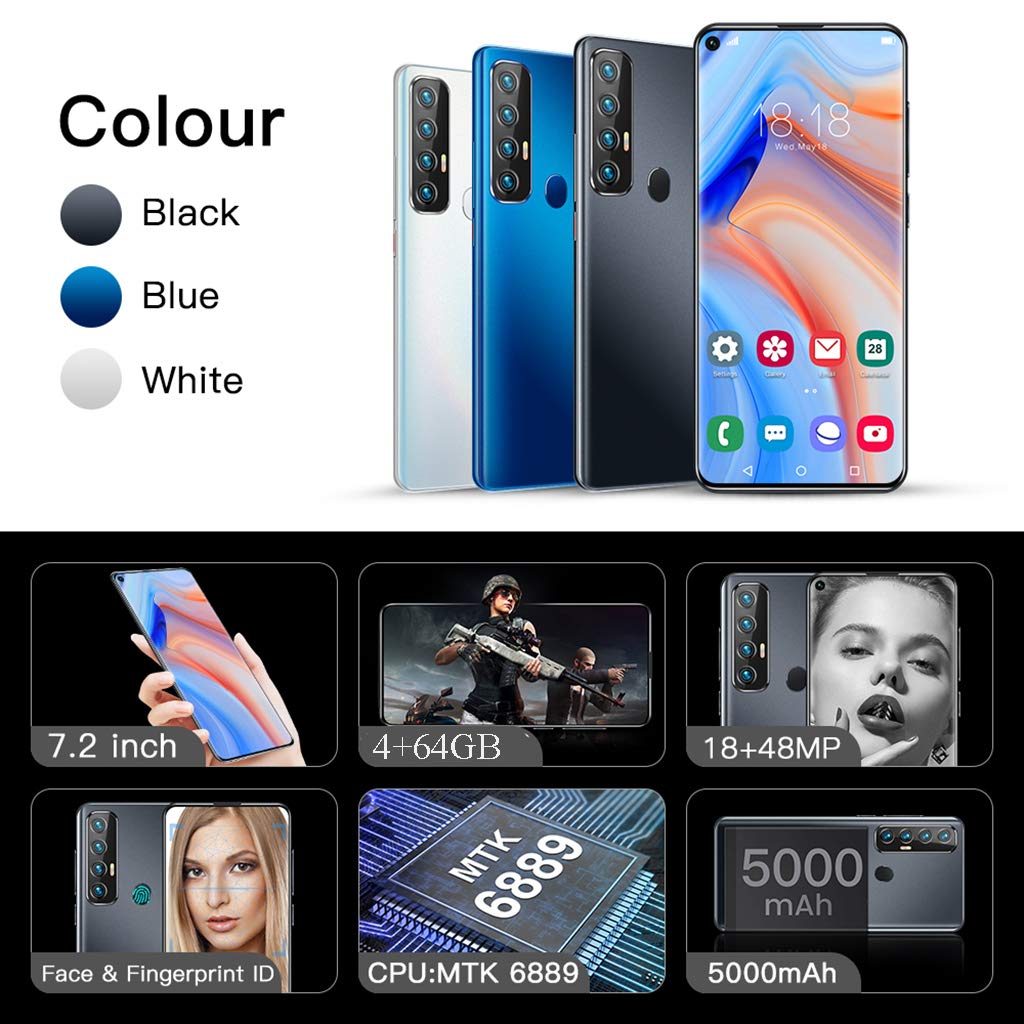 Colour
Black
Blue
White
18:18
Wed,May18
Settings
Gallery
Email
28
Calendar
7.2 inch
4+64GB
18+48MP
Face & Fingerprint ID
MTK
6889
CPU:MTK 6889
5000
mAh
5000mAh